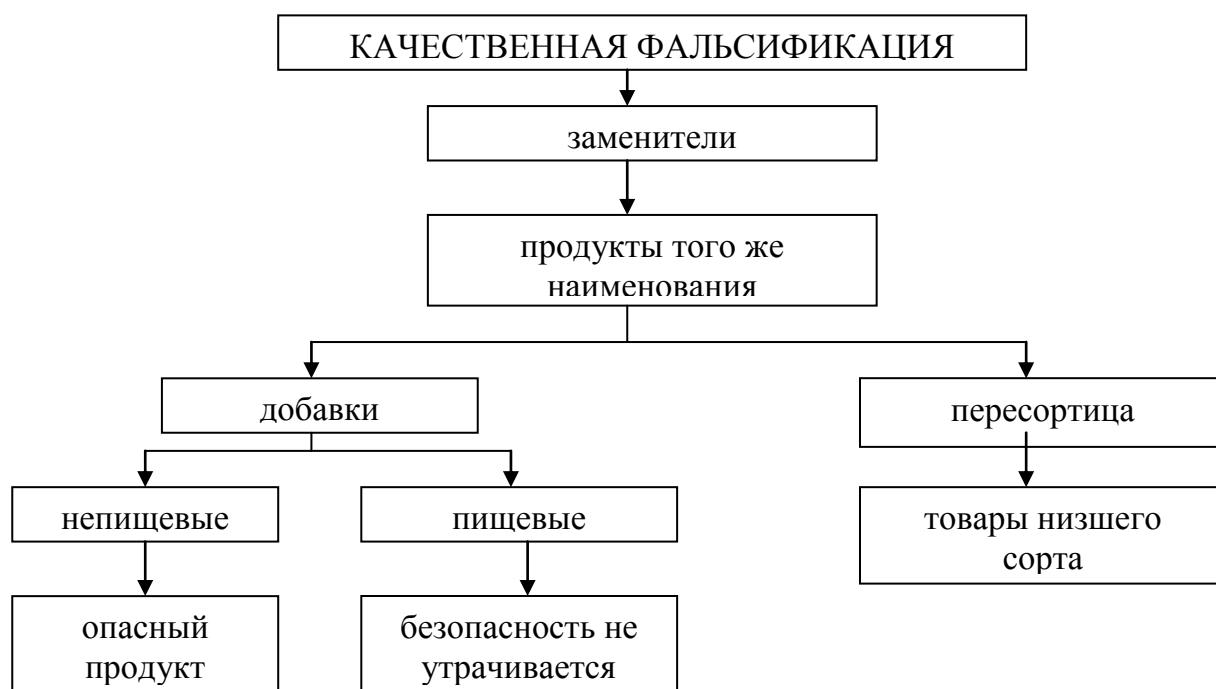 КАЧЕСТВЕННАЯ ФАЛЬСИФИКАЦИЯ
заменители
продукты того же
наименования
добавки
пересортица
непищевые
пищевые
товары низшего
сорта
опасный
продукт
безопасность не
утрачивается